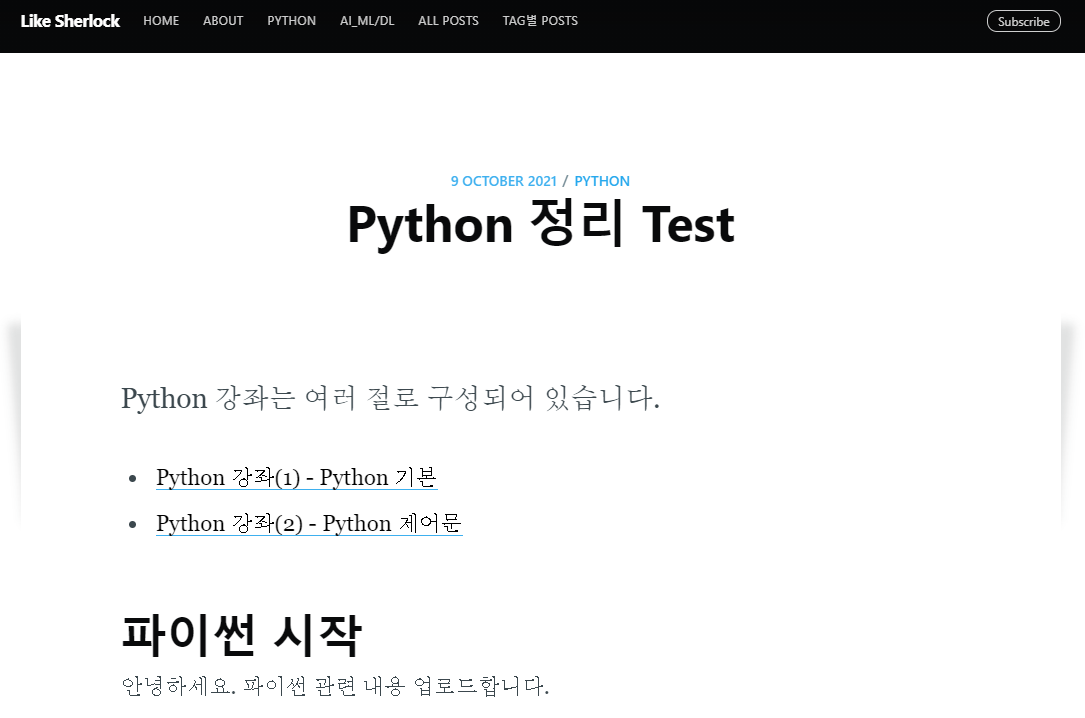 Like Sherlock HOME ABOUT PYTHON AI_ML/DL ALL POSTS TAG별 POSTS Subscribe
9 OCTOBER 2021 / PYTHON
Python 정리 Test
Python 강좌는 여러 절로 구성되어 있습니다.
• Python 강좌(1) - Python 기본
• Python 강좌(2) - Python 제어문
파이썬 시작
안녕하세요. 파이썬 관련 내용 업로드합니다.